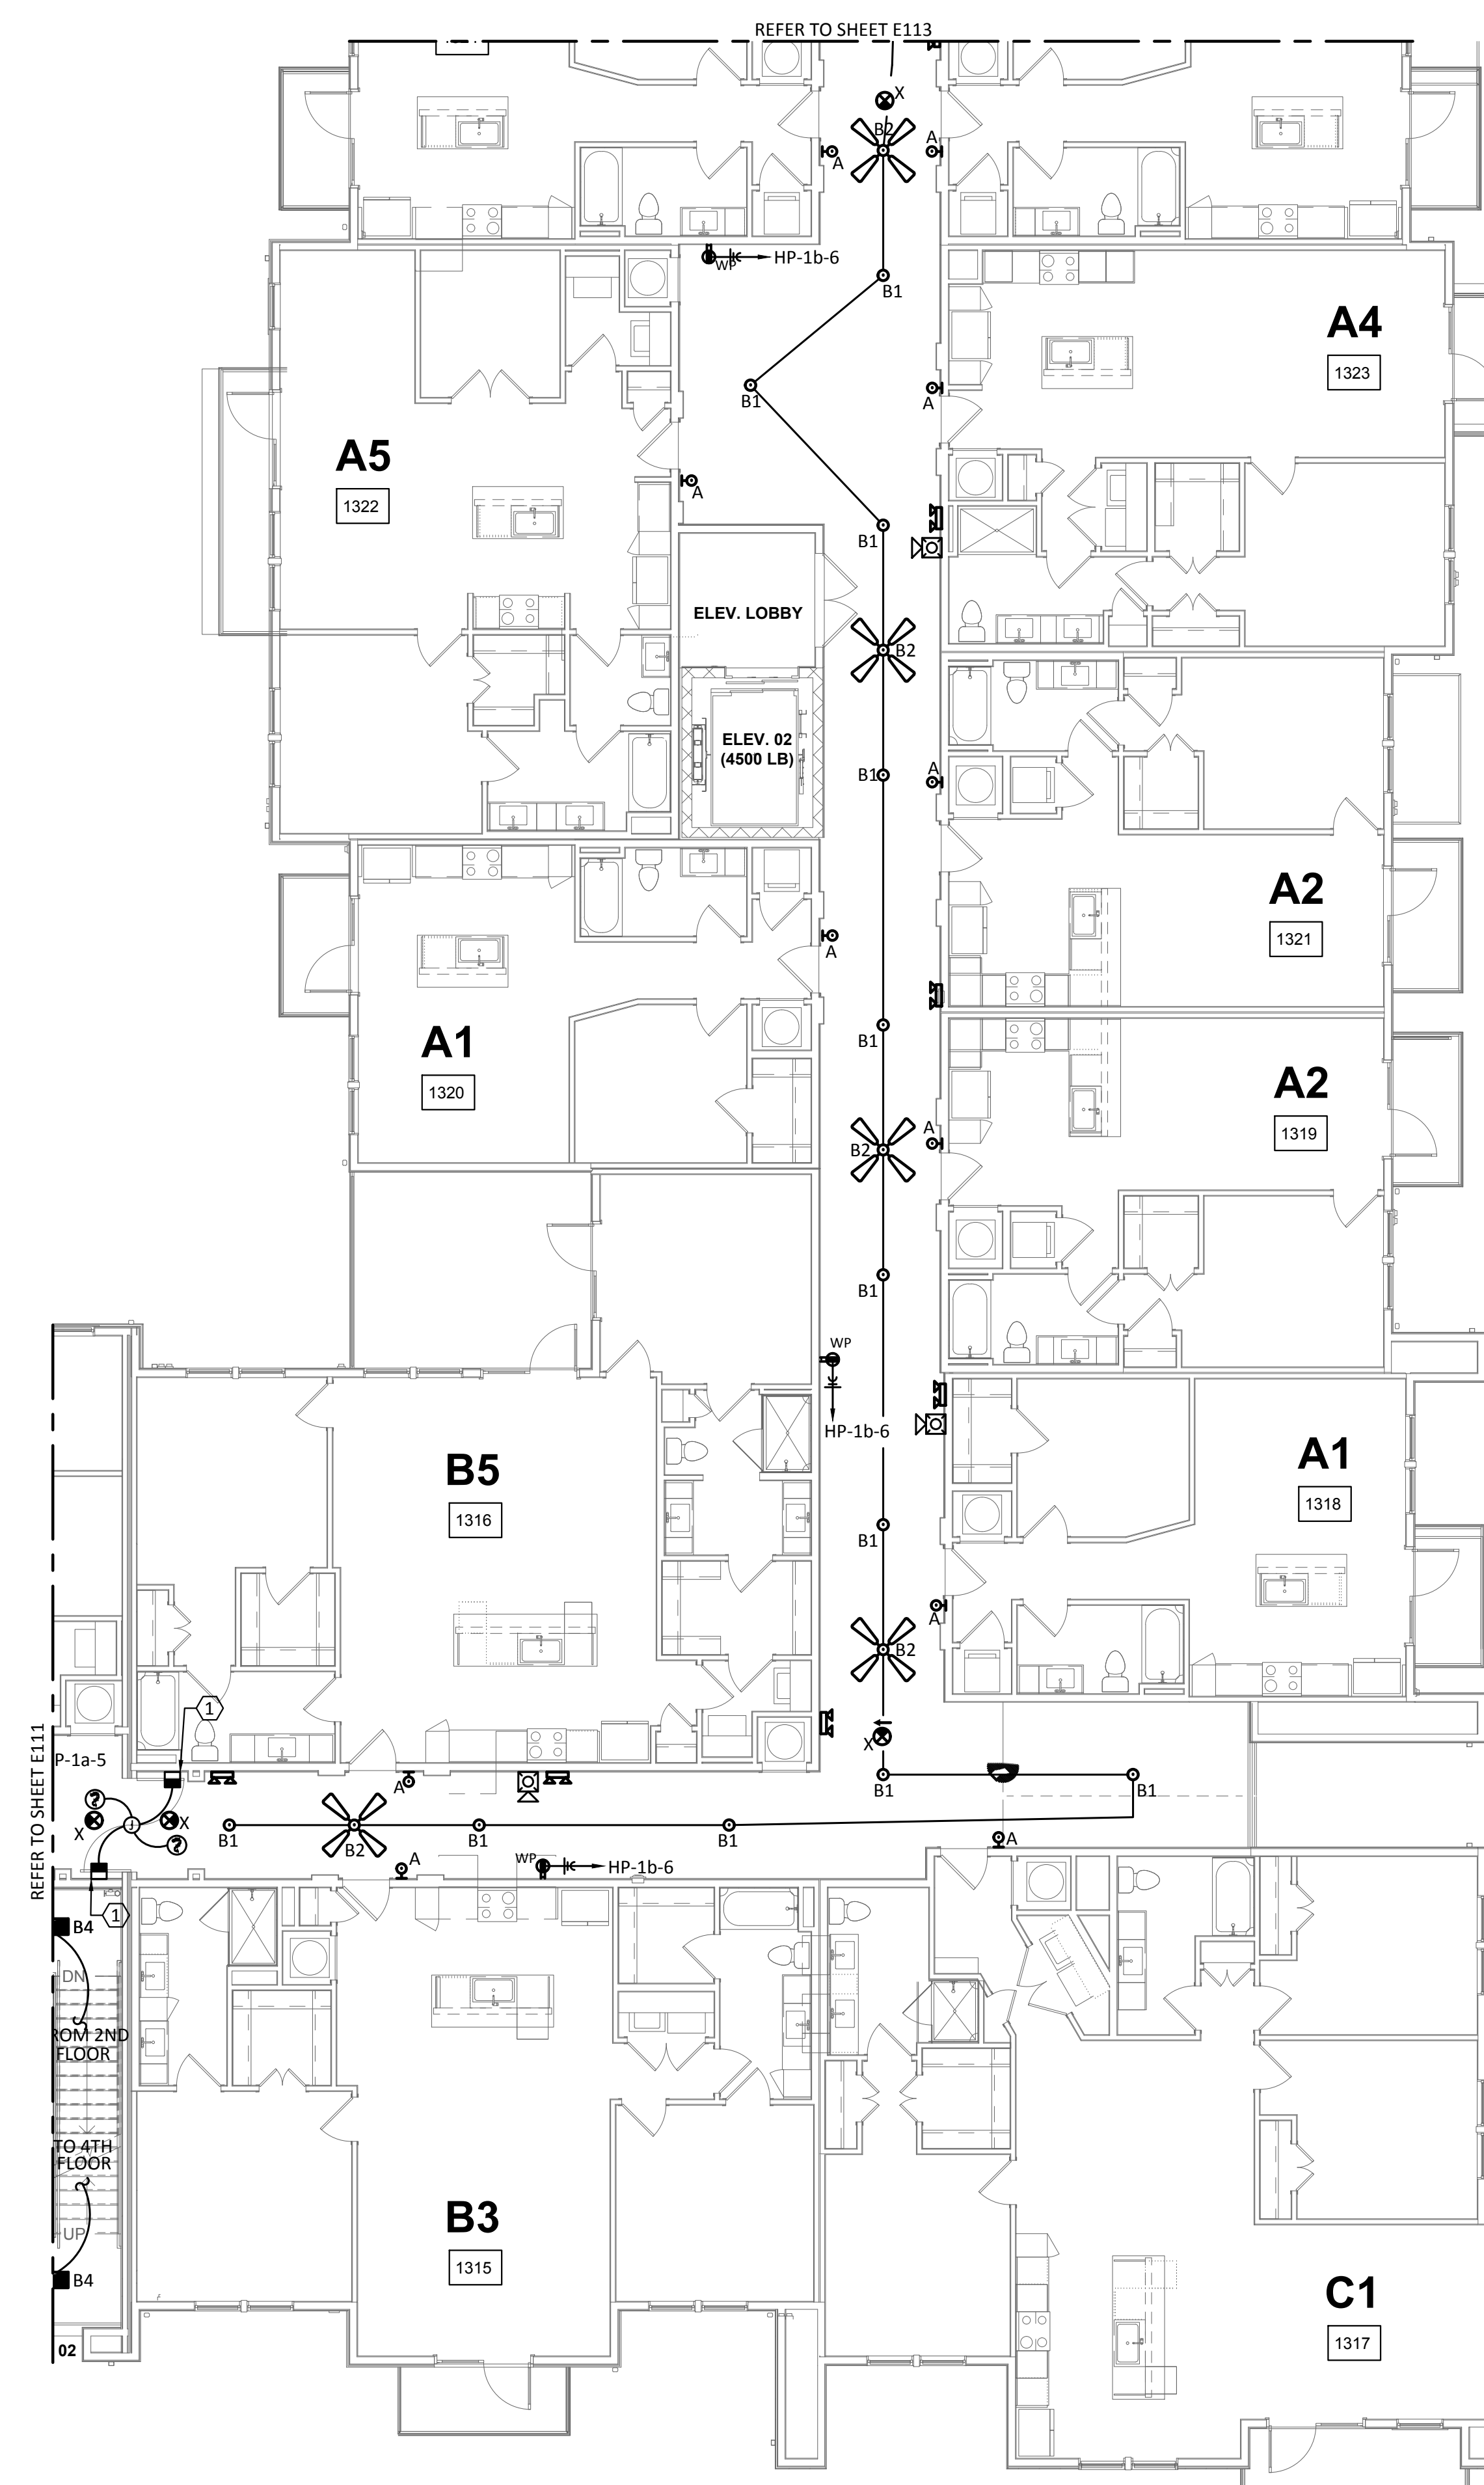 REFER TO SHEET E113
X
B2
A
A
WP
HP-1b-6
B1
A4
1323
B1
A
A5
1322
A
B1
ELEV. LOBBY
B2
ELEV. 02
(4500 LB)
B1
A
A2
1321
A
B1
A1
1320
A2
1319
A
B2
B1
WP
HP-1b-6
A1
1318
B5
1316
B1
A
B2
1
X
REFER TO SHEET E111
P-1a-5
B1
B1
A
X
J
X
B1
B2
B1
B1
A
A
WP
HP-1b-6
1
B4
DN
ROM 2ND
FLOOR
TO 4TH
FLOOR
UP
B4
B3
1315
C1
1317
02